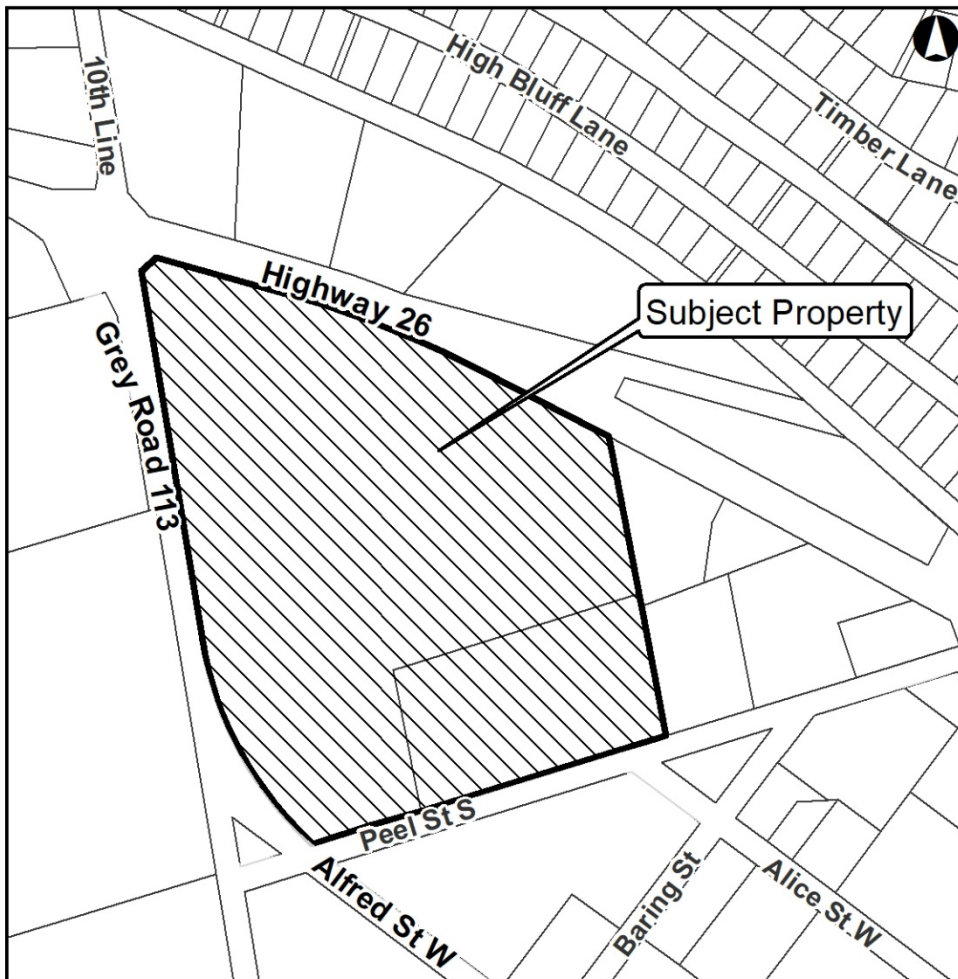 High Bluff Lane
10th Line
Timber Lane
Highway 26
Subject Property
Grey Road 113
Peel St S
Alfred St W
Baring St
Alice St W